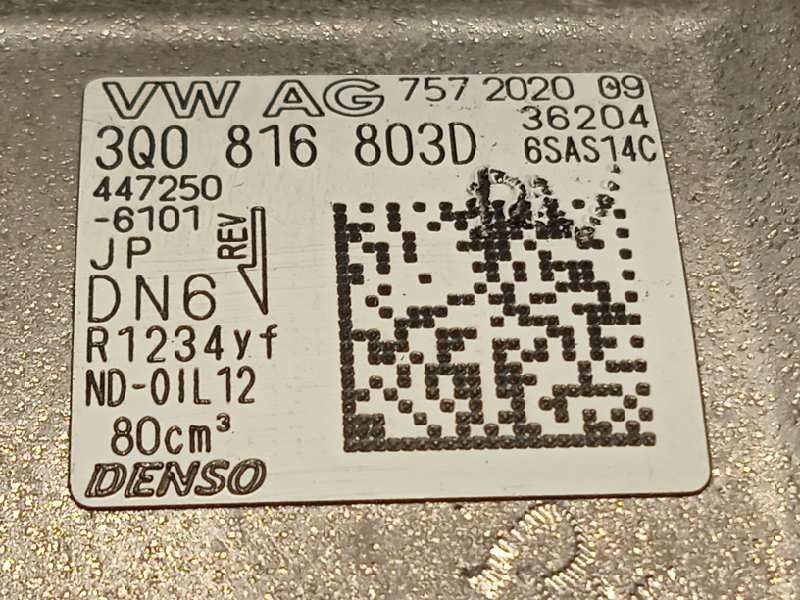 VW AG 757 2020 09
36204
3Q0 816 803D 6SAS14C
447250
-6101
JP
REV
DN6
R1234yf
ND-OIL12
80cm³
DENSO